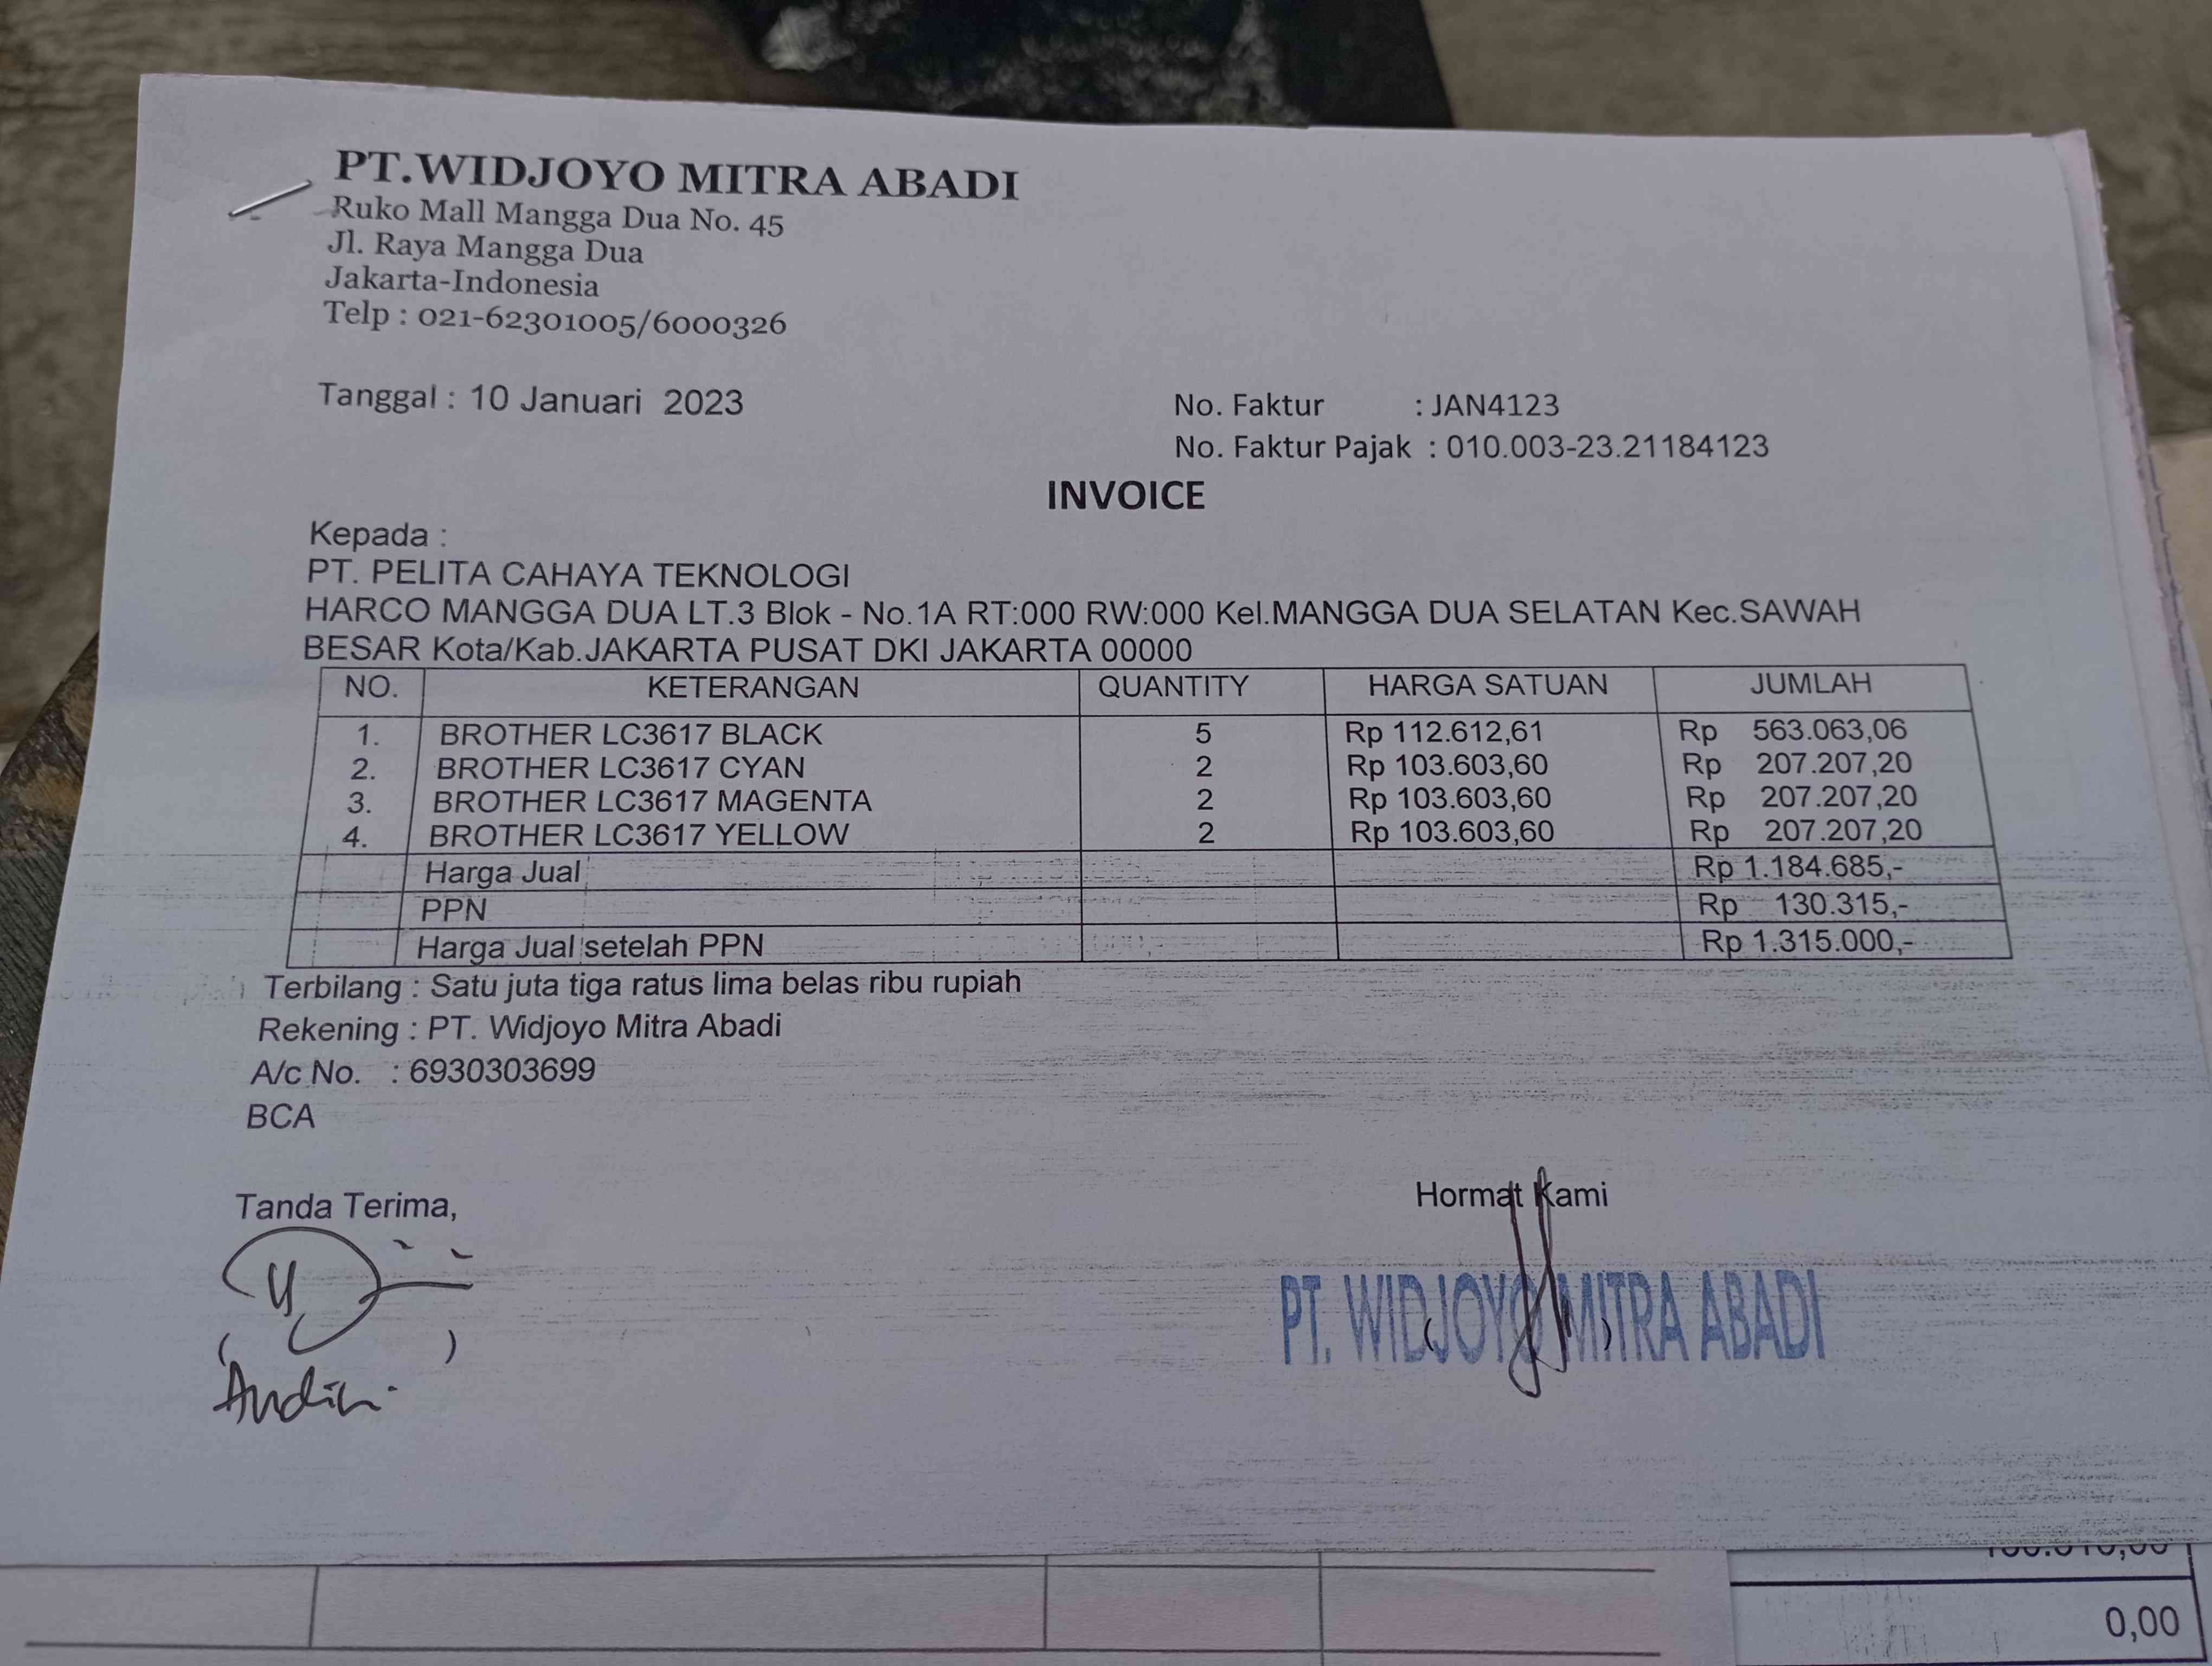 PT.WIDJOYO MITRA ABADI
Ruko Mall Mangga Dua No. 45
Jl. Raya Mangga Dua
Jakarta-Indonesia
Telp : 021-62301005/6000326
Tanggal : 10 Januari 2023
No. Faktur : JAN4123
No. Faktur Pajak : 010.003-23.21184123
INVOICE
Kepada :
PT. PELITA CAHAYA TEKNOLOGI
HARCO MANGGA DUA LT.3 Blok - No.1A RT:000 RW:000 Kel.MANGGA DUA SELATAN Kec.SAWAH
BESAR Kota/Kab.JAKARTA PUSAT DKI JAKARTA 00000
NO. KETERANGAN QUANTITY HARGA SATUAN JUMLAH
1. BROTHER LC3617 BLACK 5 Rp 112.612,61 Rp 563.063,06
2. BROTHER LC3617 CYAN 2 Rp 103.603,60 Rp 207.207,20
3. BROTHER LC3617 MAGENTA 2 Rp 103.603,60 Rp 207.207,20
4. BROTHER LC3617 YELLOW 2 Rp 103.603,60 Rp 207.207,20
Harga Jual Rp 1.184.685,-
PPN Rp 130.315,-
Harga Jual setelah PPN Rp 1.315.000,-
Terbilang : Satu juta tiga ratus lima belas ribu rupiah
Rekening : PT. Widjoyo Mitra Abadi
A/c No. : 6930303699
BCA
Tanda Terima,
Hormat Kami
PT. WIDJOYO MITRA ABADI
0,00